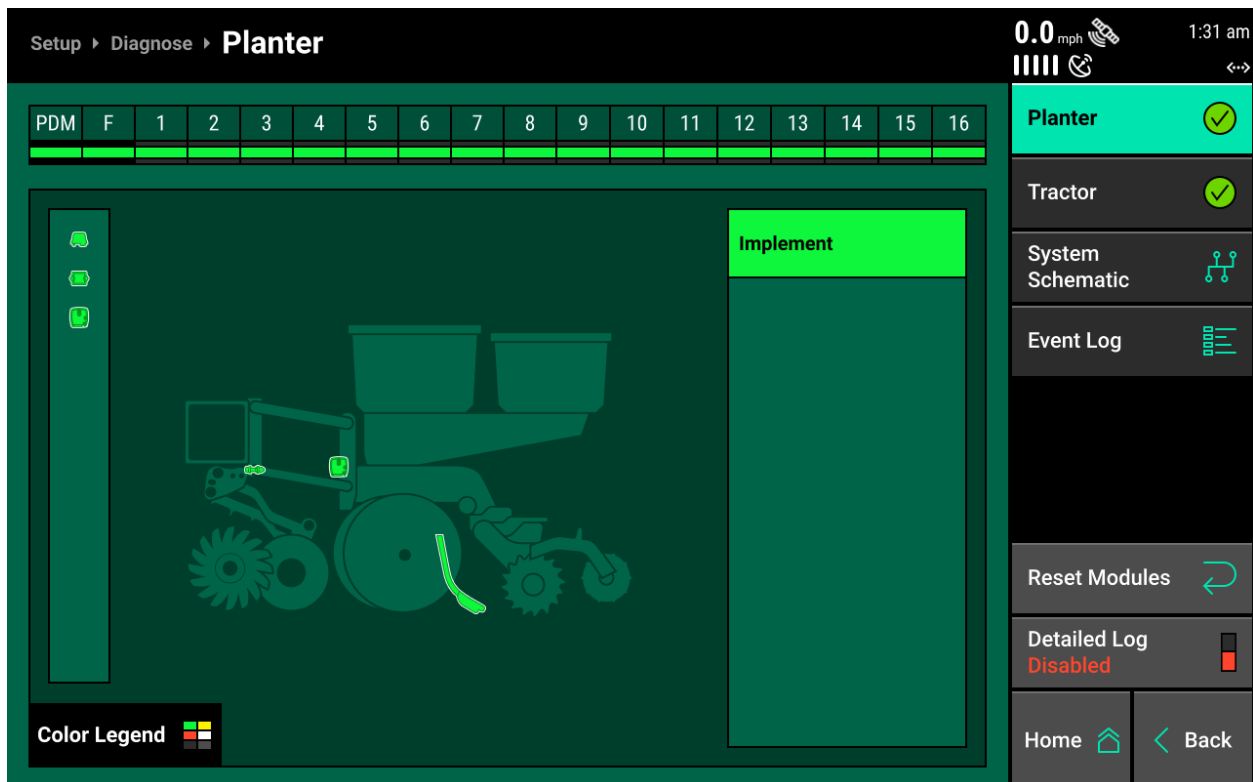 Setup Diagnose Planter
0.0 mph
1:31 am
PDM F 1 2 3 4 5 6 7 8 9 10 11 12 13 14 15 16
Implement
Color Legend
Planter
Tractor
System
Schematic
Event Log
Reset Modules
Detailed Log
Disabled
Home
Back